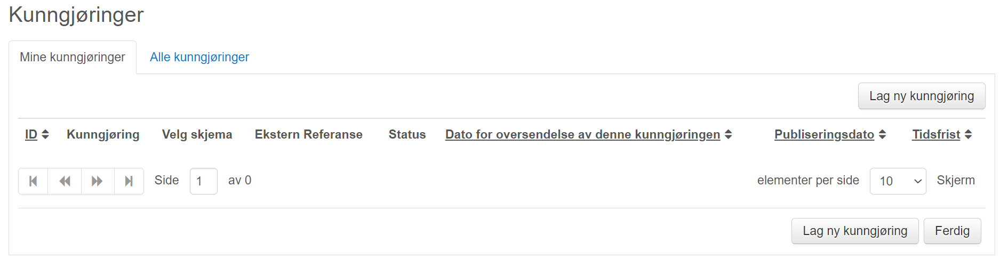 Kunngjøringer
Mine kunngjøringer Alle kunngjøringer
Lag ny kunngjøring
ID Kunngjøring Velg skjema Ekstern Referanse Status Dato for oversendelse av denne kunngjøringen Publiseringsdato Tidsfrist
Side 1 av 0 elementer per side 10 Skjerm
Lag ny kunngjøring Ferdig